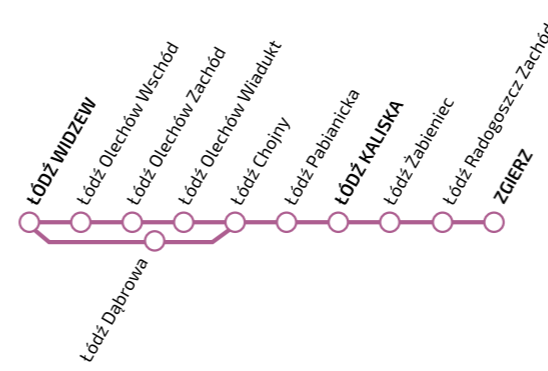 ŁÓDŹ WIDZEW
Łódź Olechów Wschód
Łódź Olechów Zachód
Łódź Olechów Wiadukt
Łódź Chojny
Łódź Pabianicka
ŁÓDŹ KALISKA
Łódź Żabieniec
Łódź Radogoszcz Zachód
ZGIERZ
Łódź Dąbrowa